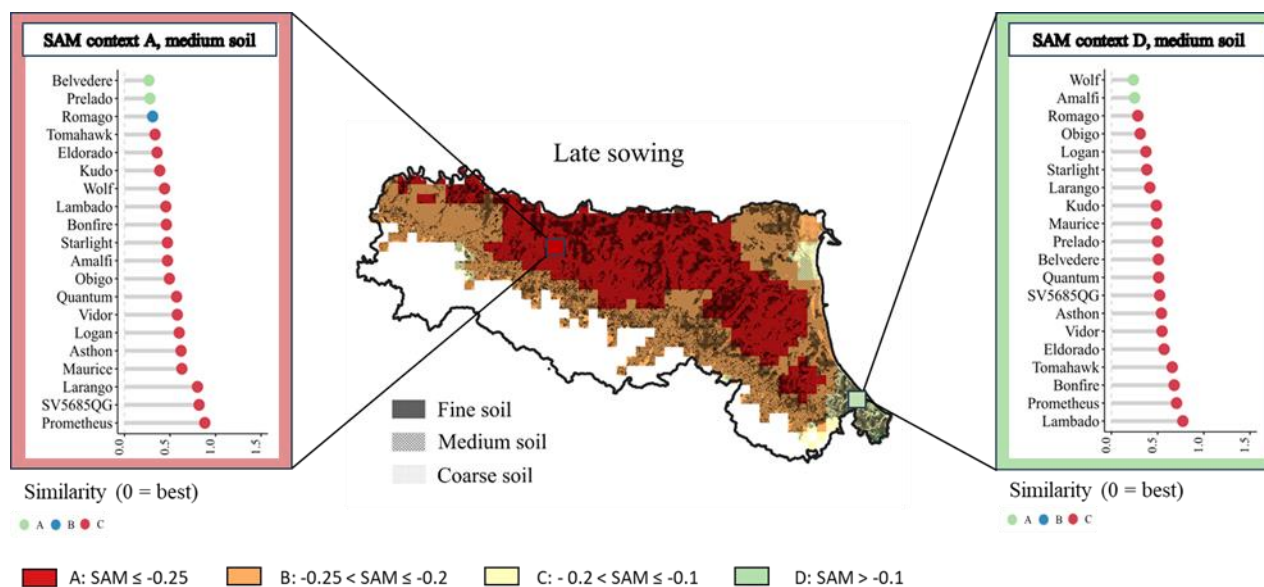 SAM context A, medium soil
Belvedere
Prelado
Romago
Tomahawk
Eldorado
Kudo
Wolf
Lambado
Bonfire
Starlight
Amalfi
Obigo
Quantum
Vidor
Logan
Asthon
Maurice
Larango
SV5685QG
Prometheus
0.0 0.5 1.0 1.5
Similarity (0 = best)
A B C
Late sowing
Fine soil
Medium soil
Coarse soil
SAM context D, medium soil
Wolf
Amalfi
Romago
Obigo
Logan
Starlight
Larango
Kudo
Maurice
Prelado
Belvedere
Quantum
SV5685QG
Asthon
Vidor
Eldorado
Tomahawk
Bonfire
Prometheus
Lambado
0.0 0.5 1.0 1.5
Similarity (0 = best)
A B C
A: SAM ≤ -0.25 B: -0.25 < SAM ≤ -0.2 C: - 0.2 < SAM ≤ -0.1 D: SAM > -0.1